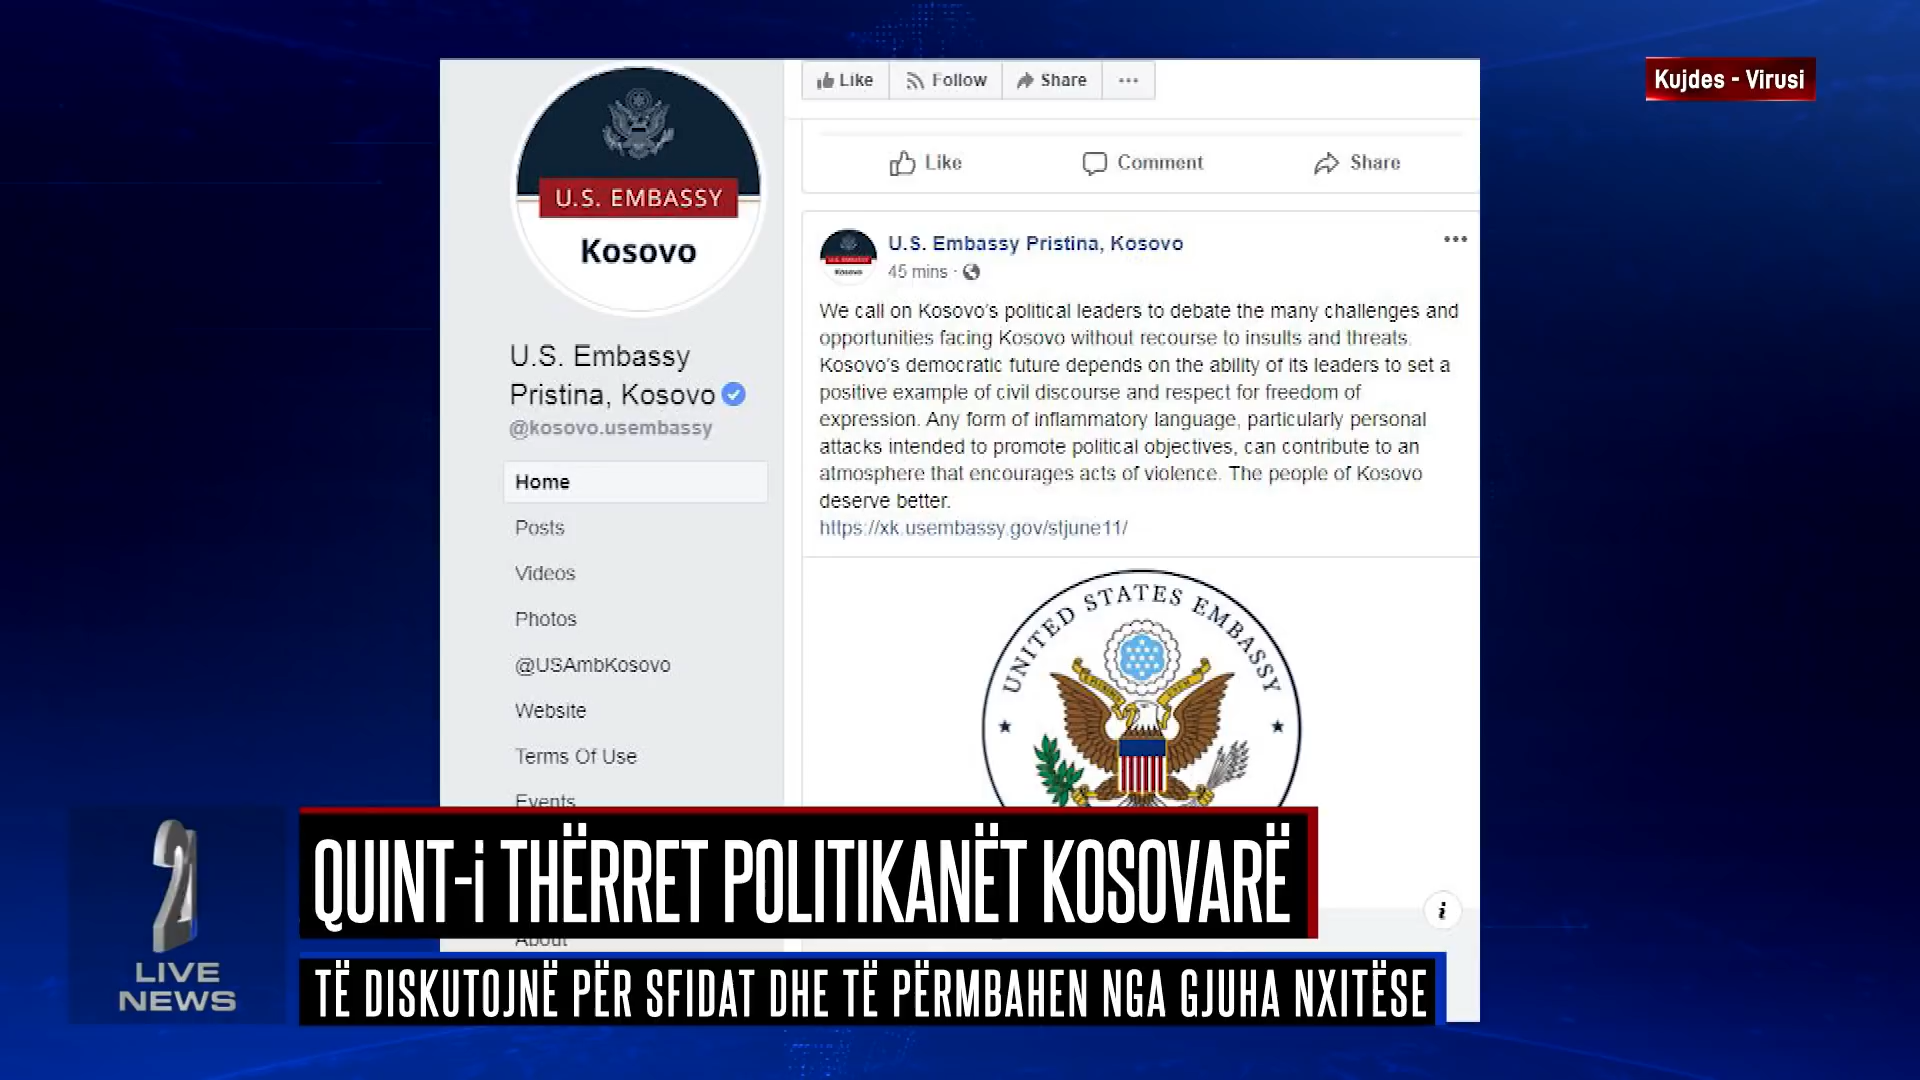 Kujdes - Virusi
Like Follow Share
Like Comment Share
U.S. EMBASSY
Kosovo
U.S. Embassy
Pristina, Kosovo
@kosovo.usembassy
Home
Posts
Videos
Photos
@USAmbKosovo
Website
Terms Of Use
Events
About
U.S. Embassy Pristina, Kosovo
45 mins ·
We call on Kosovo's political leaders to debate the many challenges and
opportunities facing Kosovo without recourse to insults and threats.
Kosovo's democratic future depends on the ability of its leaders to set a
positive example of civil discourse and respect for freedom of
expression. Any form of inflammatory language, particularly personal
attacks intended to promote political objectives, can contribute to an
atmosphere that encourages acts of violence. The people of Kosovo
deserve better.
https://xk.usembassy.gov/stjune11/
UNITED STATES EMBASSY
i
QUINT-i THËRRET POLITIKANËT KOSOVARË
TË DISKUTOJNË PËR SFIDAT DHE TË PËRMBAHEN NGA GJUHA NXITËSE
21
LIVE
NEWS